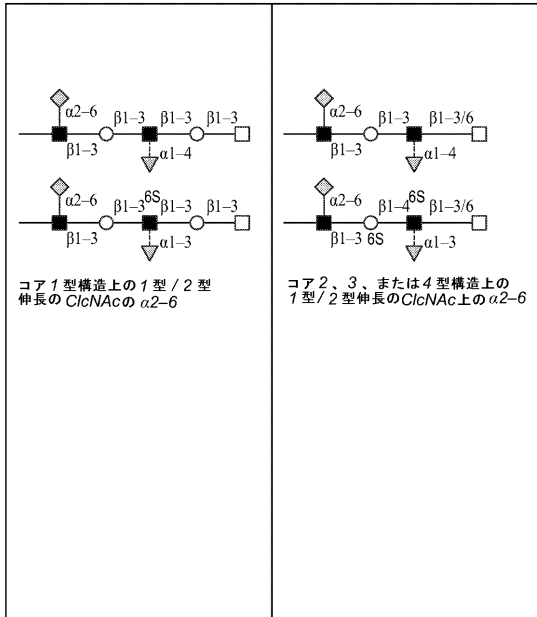 α2–6 β1–3 β1–3 β1–3
β1–3 α1–4
α2–6 β1–3 6S β1–3 β1–3
β1–3 α1–3
コア1型構造上の1型/2型
伸長のClcNAcの α2–6
α2–6 β1–3 β1–3/6
β1–3 α1–4
α2–6 β1–4 6S β1–3/6
β1–3 6S α1–3
コア2、3、または4型構造上の
1型/2型伸長のClcNAc上のα2–6